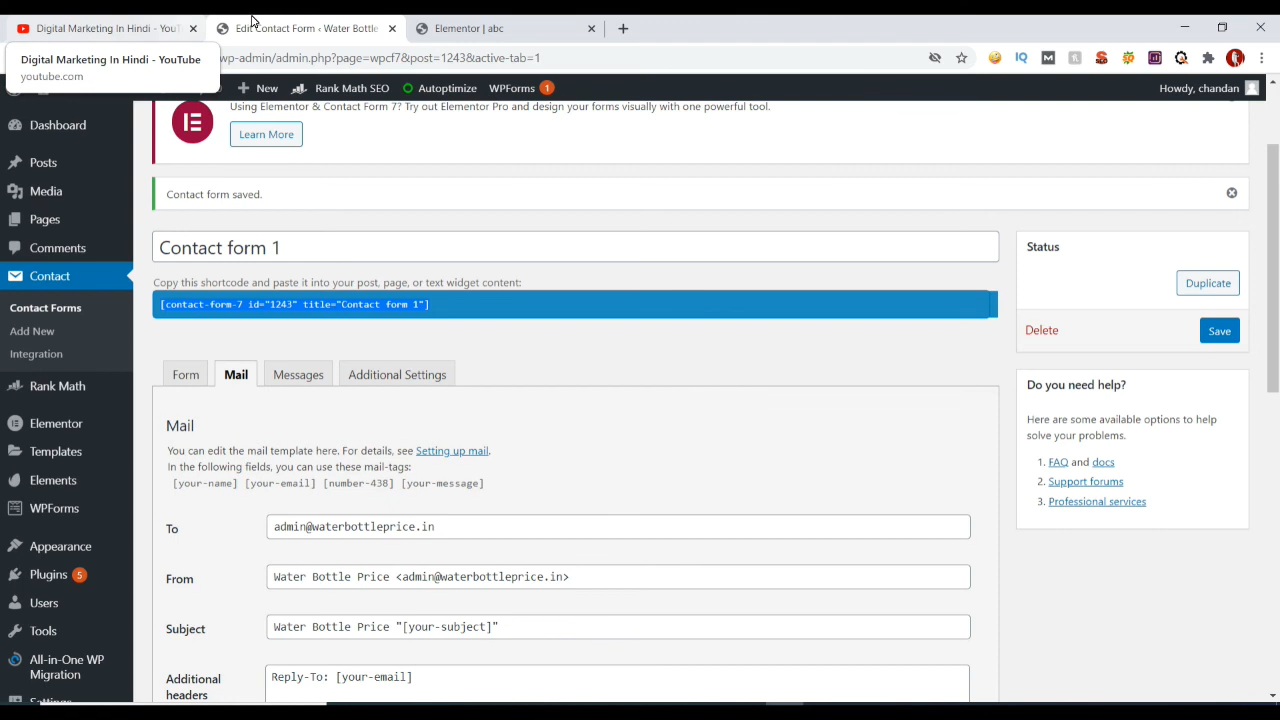 Digital Marketing In Hindi - YouTu
Edit Contact Form ‹ Water Bottle
Elementor | abc
Digital Marketing In Hindi - YouTube
youtube.com
wp-admin/admin.php?page=wpcf7&post=1243&active-tab=1
New
Rank Math SEO
Autoptimize
WPForms 1
Howdy, chandan
Using Elementor & Contact Form 7? Try out Elementor Pro and design your forms visually with one powerful tool.
Learn More
Contact form saved.
Contact form 1
Copy this shortcode and paste it into your post, page, or text widget content:
[contact-form-7 id="1243" title="Contact form 1"]
Form
Mail
Messages
Additional Settings
Mail
You can edit the mail template here. For details, see Setting up mail.
In the following fields, you can use these mail-tags:
[your-name] [your-email] [number-438] [your-message]
To
admin@waterbottleprice.in
From
Water Bottle Price <admin@waterbottleprice.in>
Subject
Water Bottle Price "[your-subject]"
Additional
headers
Reply-To: [your-email]
Status
Duplicate
Delete
Save
Do you need help?
Here are some available options to help
solve your problems.
1. FAQ and docs
2. Support forums
3. Professional services
Dashboard
Posts
Media
Pages
Comments
Contact
Contact Forms
Add New
Integration
Rank Math
Elementor
Templates
Elements
WPForms
Appearance
Plugins 5
Users
Tools
All-in-One WP
Migration
Settings